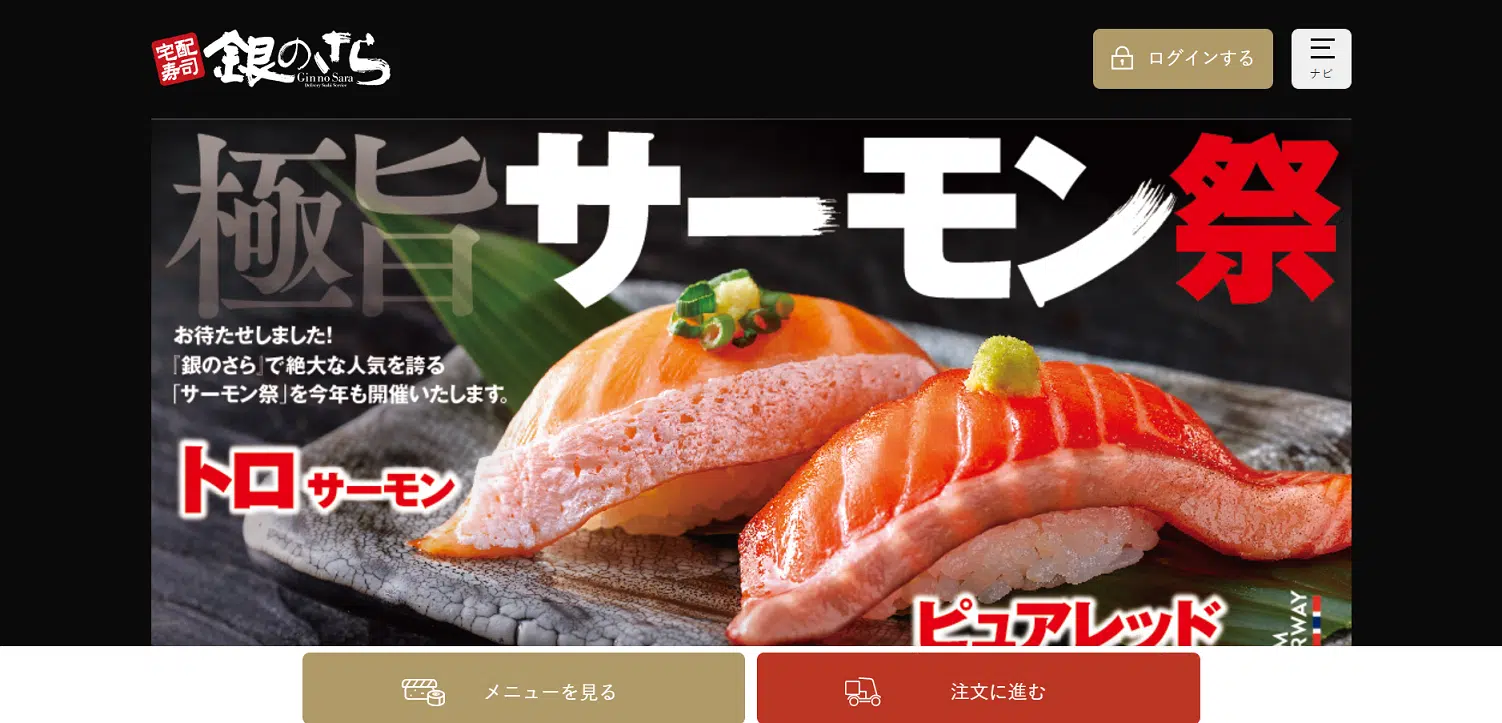 宅配
寿司
銀のさら
Gin no Sara
Delivery Sushi Service
ログインする
ナビ
極旨サーモン祭
お待たせしました!
『銀のさら』で絶大な人気を誇る
「サーモン祭」を今年も開催いたします。
トロサーモン
ピュアレッド
メニューを見る
注文に進む